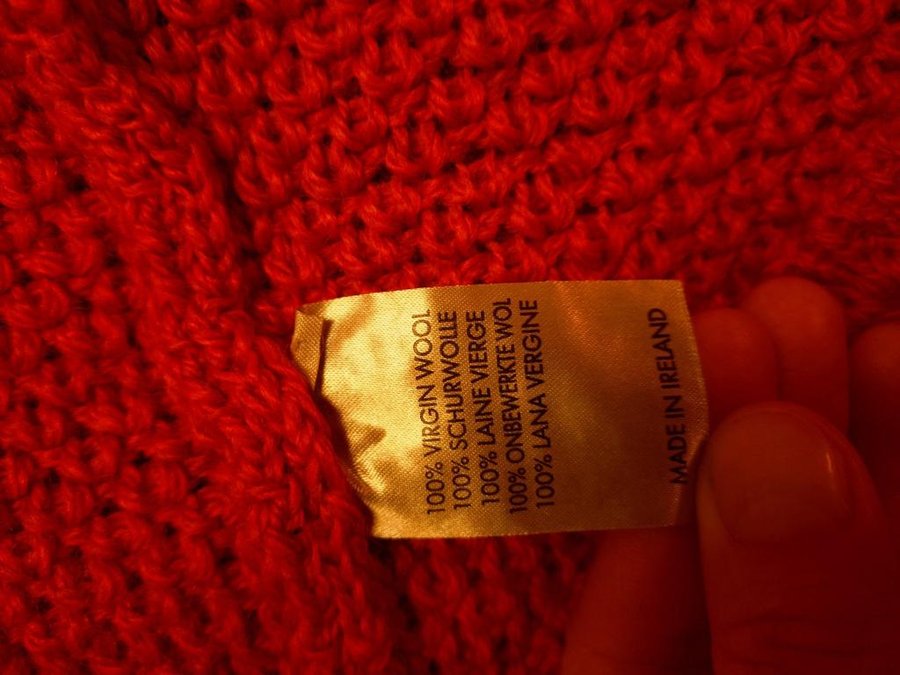 100% VIRGIN WOOL
100% SCHURWOLLE
100% LAINE VIERGE
100% ONBEWERKTE WOL
100% LANA VERGINE
MADE IN IRELAND